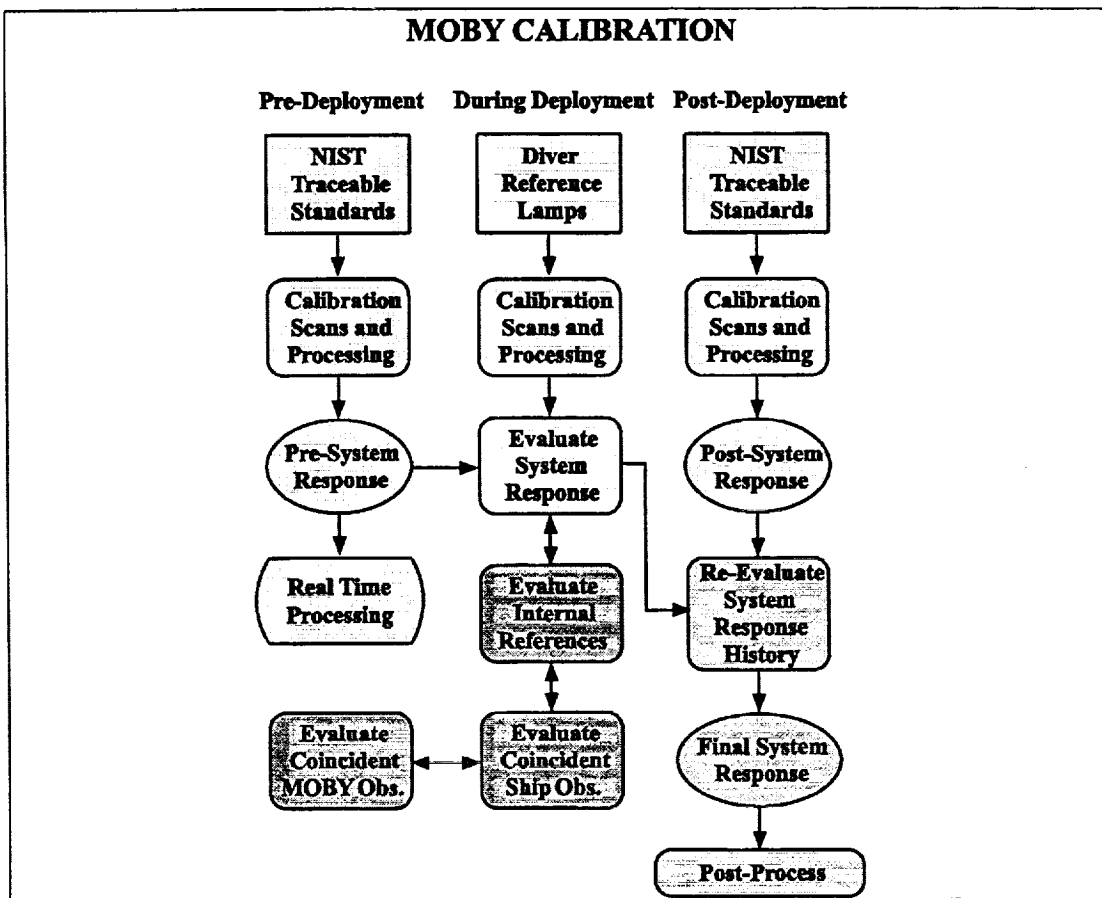 MOBY CALIBRATION
Pre-Deployment
During Deployment
Post-Deployment
NIST
Traceable
Standards
Diver
Reference
Lamps
NIST
Traceable
Standards
Calibration
Scans and
Processing
Calibration
Scans and
Processing
Calibration
Scans and
Processing
Pre-System
Response
Evaluate
System
Response
Post-System
Response
Real Time
Processing
Evaluate
Internal
References
Re-Evaluate
System
Response
History
Evaluate
Coincident
MOBY Obs.
Evaluate
Coincident
Ship Obs.
Final System
Response
Post-Process